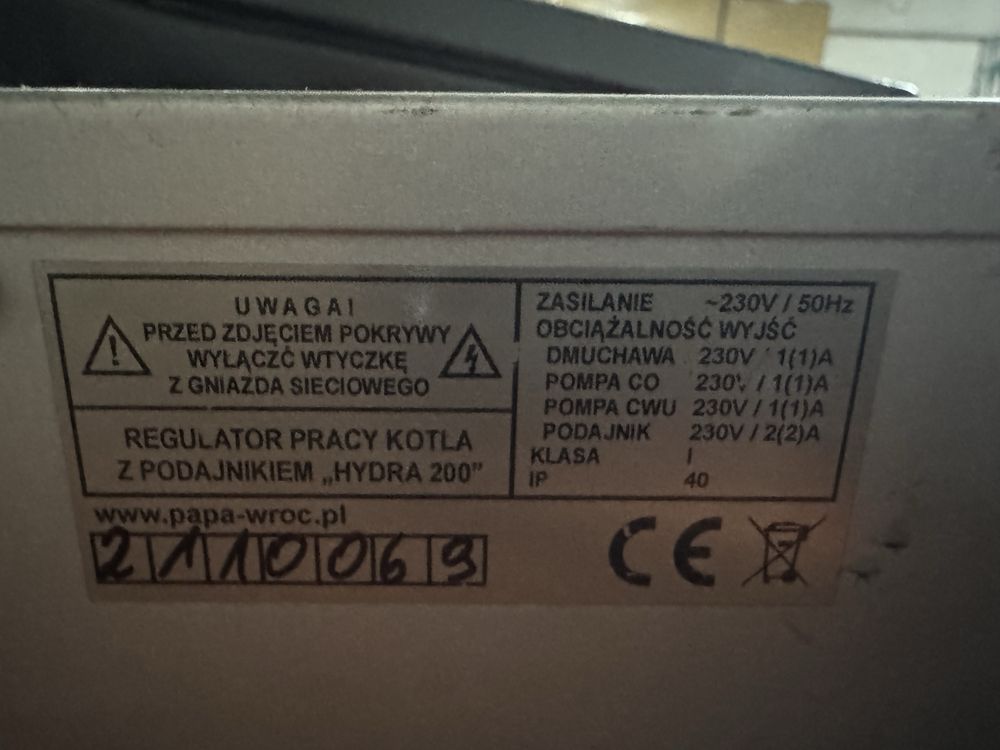 UWAGA!
PRZED ZDJĘCIEM POKRYWY
WYŁĄCZĆ WTYCZKĘ
Z GNIAZDA SIECIOWEGO
REGULATOR PRACY KOTLA
Z PODAJNIKIEM „HYDRA 200”
ZASILANIE ~230V / 50Hz
OBCIĄŻALNOŚĆ WYJŚĆ
DMUCHAWA 230V / 1(1)A
POMPA CO 230V / 1(1)A
POMPA CWU 230V / 1(1)A
PODAJNIK 230V / 2(2)A
KLASA I
IP 40
www.papa-wroc.pl
2110069
CE